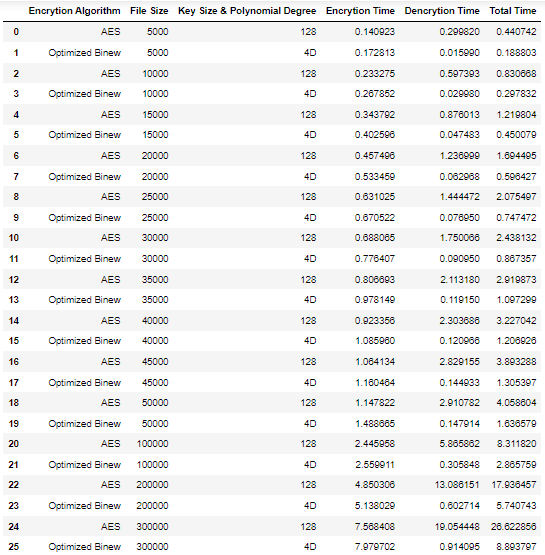 Encrytion Algorithm File Size Key Size & Polynomial Degree Encrytion Time Dencrytion Time Total Time
0 AES 5000 128 0.140923 0.299820 0.440742
1 Optimized Binew 5000 4D 0.172813 0.015990 0.188803
2 AES 10000 128 0.233275 0.597393 0.830668
3 Optimized Binew 10000 4D 0.267852 0.029980 0.297832
4 AES 15000 128 0.343792 0.876013 1.219804
5 Optimized Binew 15000 4D 0.402596 0.047483 0.450079
6 AES 20000 128 0.457496 1.236999 1.694495
7 Optimized Binew 20000 4D 0.533459 0.062968 0.596427
8 AES 25000 128 0.631025 1.444472 2.075497
9 Optimized Binew 25000 4D 0.670522 0.076950 0.747472
10 AES 30000 128 0.688065 1.750066 2.438132
11 Optimized Binew 30000 4D 0.776407 0.090950 0.867357
12 AES 35000 128 0.806693 2.113180 2.919873
13 Optimized Binew 35000 4D 0.978149 0.119150 1.097299
14 AES 40000 128 0.923356 2.303686 3.227042
15 Optimized Binew 40000 4D 1.085960 0.120966 1.206926
16 AES 45000 128 1.064134 2.829155 3.893288
17 Optimized Binew 45000 4D 1.160464 0.144933 1.305397
18 AES 50000 128 1.147822 2.910782 4.058604
19 Optimized Binew 50000 4D 1.488665 0.147914 1.636579
20 AES 100000 128 2.445958 5.865862 8.311820
21 Optimized Binew 100000 4D 2.559911 0.305848 2.865759
22 AES 200000 128 4.850306 13.086151 17.936457
23 Optimized Binew 200000 4D 5.138029 0.602714 5.740743
24 AES 300000 128 7.568408 19.054448 26.622856
25 Optimized Binew 300000 4D 7.979702 0.914095 8.893797